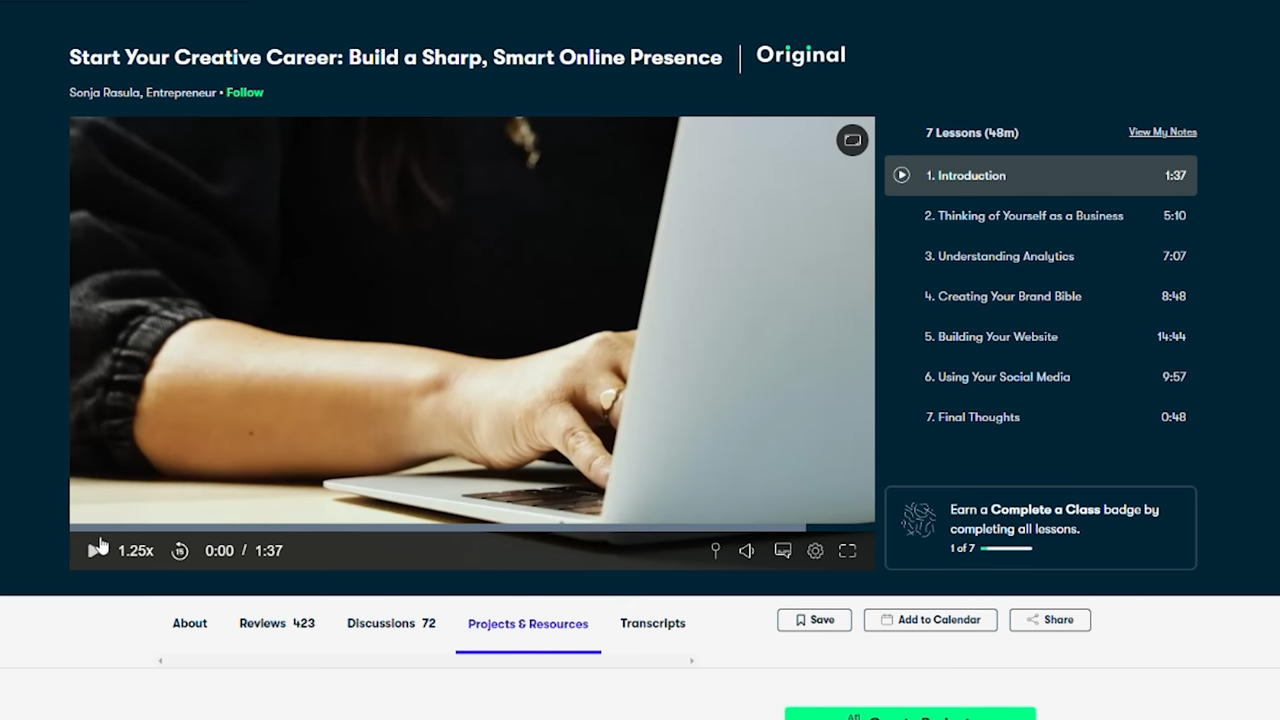 Start Your Creative Career: Build a Sharp, Smart Online Presence
Original
Sonja Rasula, Entrepreneur • Follow
7 Lessons (48m)
View My Notes
1. Introduction 1:37
2. Thinking of Yourself as a Business 5:10
3. Understanding Analytics 7:07
4. Creating Your Brand Bible 8:48
5. Building Your Website 14:44
6. Using Your Social Media 9:57
7. Final Thoughts 0:48
Earn a Complete a Class badge by
completing all lessons.
1 of 7
1.25x 15 0:00 / 1:37
About Reviews 423 Discussions 72 Projects & Resources Transcripts
Save Add to Calendar Share